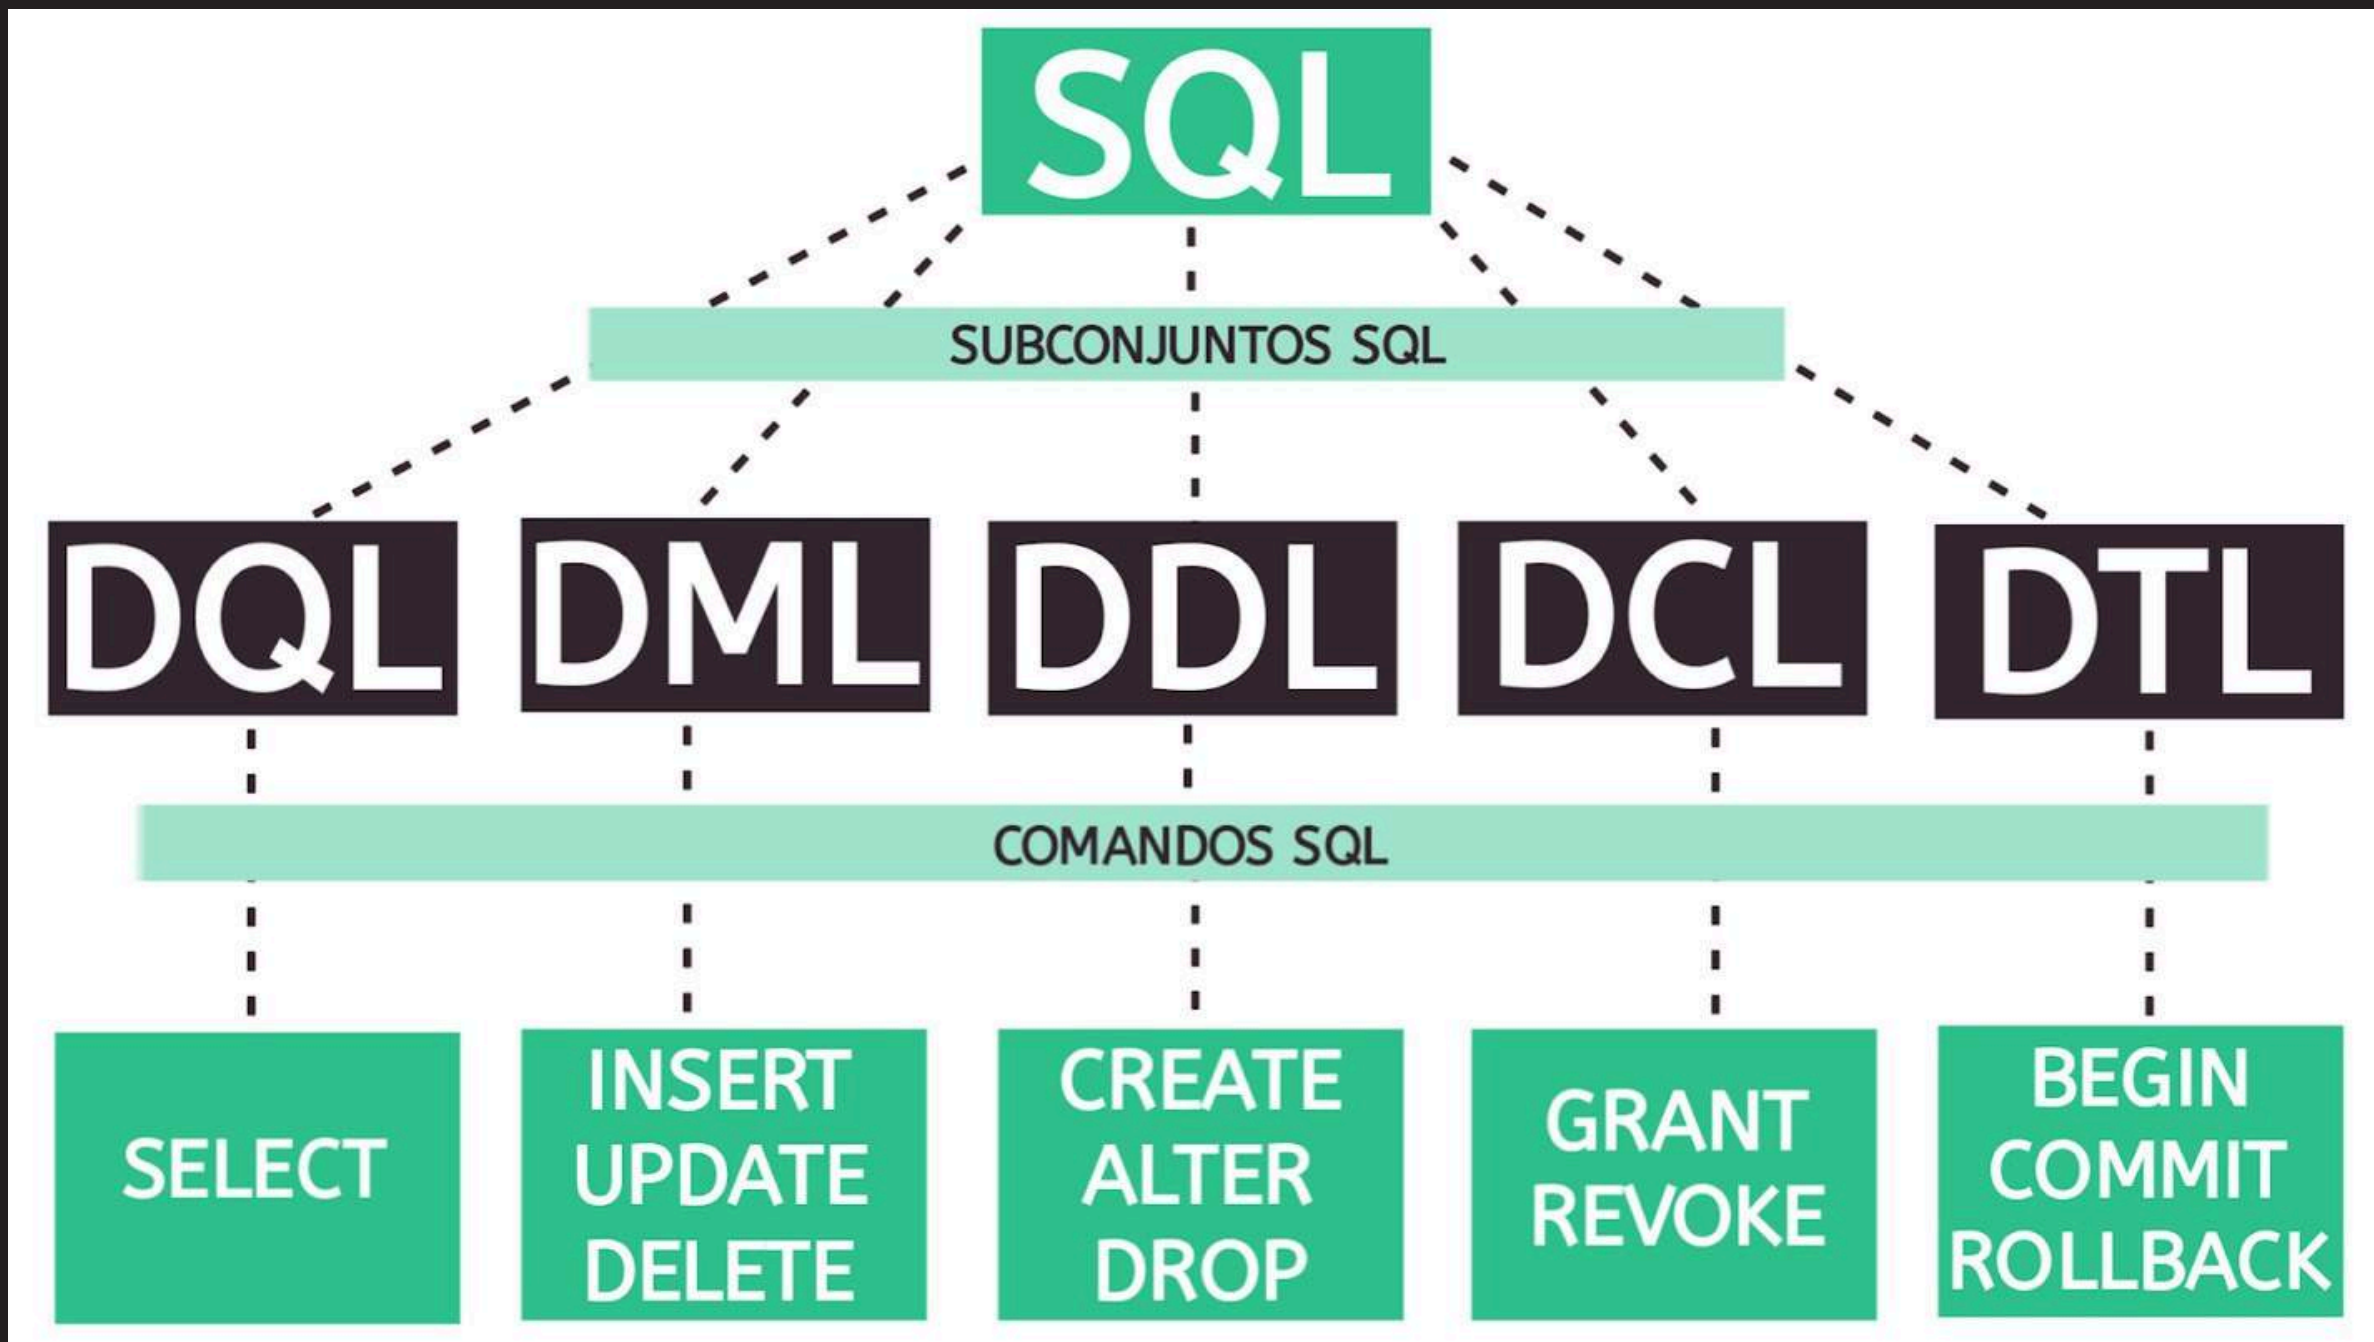 SQL
SUBCONJUNTOS SQL
DQL
DML
DDL
DCL
DTL
COMANDOS SQL
SELECT
INSERT
UPDATE
DELETE
CREATE
ALTER
DROP
GRANT
REVOKE
BEGIN
COMMIT
ROLLBACK